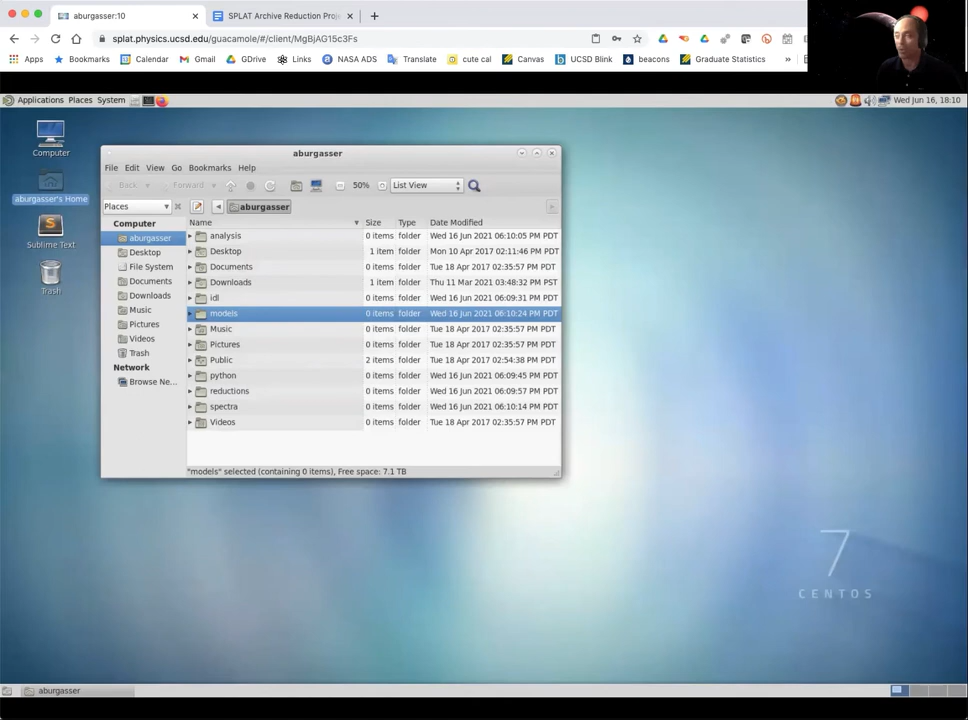 aburgasser:10
SPLAT Archive Reduction Proje
splat.physics.ucsd.edu/guacamole/#/client/MgBjAG15c3Fs
Apps Bookmarks Calendar Gmail GDrive Links NASA ADS Translate cute cal Canvas UCSD Blink beacons Graduate Statistics »
Applications Places System Wed Jun 16, 18:10
Computer
aburgasser's Home
Sublime Text
Trash
aburgasser
File Edit View Go Bookmarks Help
Back Forward 50% List View
Places aburgasser
Computer
aburgasser
Desktop
File System
Documents
Downloads
Music
Pictures
Videos
Trash
Network
Browse Ne...
Name Size Type Date Modified
analysis 0 items folder Wed 16 Jun 2021 06:10:05 PM PDT
Desktop 1 item folder Mon 10 Apr 2017 02:11:46 PM PDT
Documents 0 items folder Tue 18 Apr 2017 02:35:57 PM PDT
Downloads 1 item folder Thu 11 Mar 2021 03:48:32 PM PST
idl 0 items folder Wed 16 Jun 2021 06:09:31 PM PDT
models 0 items folder Wed 16 Jun 2021 06:10:24 PM PDT
Music 0 items folder Tue 18 Apr 2017 02:35:57 PM PDT
Pictures 0 items folder Tue 18 Apr 2017 02:35:57 PM PDT
Public 2 items folder Tue 18 Apr 2017 02:54:38 PM PDT
python 0 items folder Wed 16 Jun 2021 06:09:45 PM PDT
reductions 0 items folder Wed 16 Jun 2021 06:09:57 PM PDT
spectra 0 items folder Wed 16 Jun 2021 06:10:14 PM PDT
Videos 0 items folder Tue 18 Apr 2017 02:35:57 PM PDT
"models" selected (containing 0 items), Free space: 7.1 TB
7
CENTOS
aburgasser